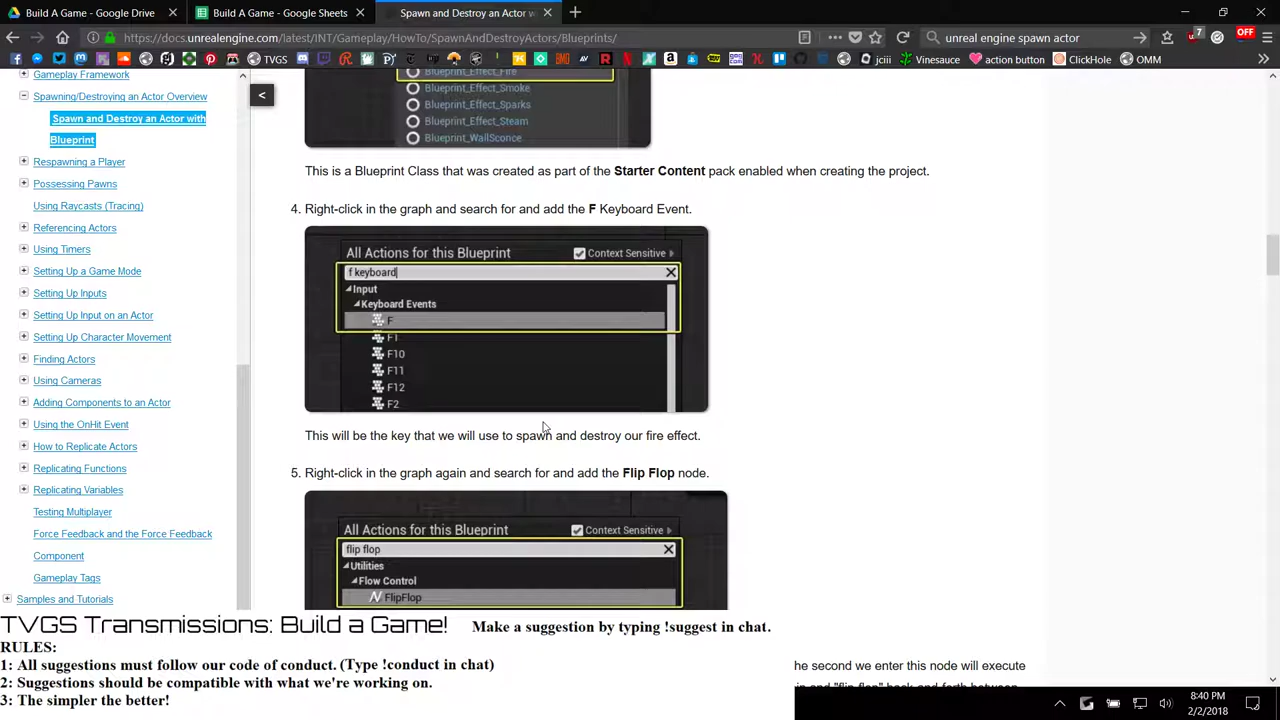 Build A Game - Google Drive
Build A Game - Google Sheets
Spawn and Destroy an Actor with
https://docs.unrealengine.com/latest/INT/Gameplay/HowTo/SpawnAndDestroyActors/Blueprints/
unreal engine spawn actor
7
OFF
TVGS
jciii
Vinesauce
action button
ClickHole
OMM
Gameplay Framework
Spawning/Destroying an Actor Overview
Spawn and Destroy an Actor with
Blueprint
Respawning a Player
Possessing Pawns
Using Raycasts (Tracing)
Referencing Actors
Using Timers
Setting Up a Game Mode
Setting Up Inputs
Setting Up Input on an Actor
Setting Up Character Movement
Finding Actors
Using Cameras
Adding Components to an Actor
Using the OnHit Event
How to Replicate Actors
Replicating Functions
Replicating Variables
Testing Multiplayer
Force Feedback and the Force Feedback
Component
Gameplay Tags
Samples and Tutorials
<
Blueprint_Effect_Fire
Blueprint_Effect_Smoke
Blueprint_Effect_Sparks
Blueprint_Effect_Steam
Blueprint_WallSconce
This is a Blueprint Class that was created as part of the Starter Content pack enabled when creating the project.
4. Right-click in the graph and search for and add the F Keyboard Event.
All Actions for this Blueprint
Context Sensitive
f keyboard
Input
Keyboard Events
F
F1
F10
F11
F12
F2
This will be the key that we will use to spawn and destroy our fire effect.
5. Right-click in the graph again and search for and add the Flip Flop node.
All Actions for this Blueprint
Context Sensitive
flip flop
Utilities
Flow Control
FlipFlop
TVGS Transmissions: Build a Game!
Make a suggestion by typing !suggest in chat.
RULES:
1: All suggestions must follow our code of conduct. (Type !conduct in chat)
2: Suggestions should be compatible with what we're working on.
3: The simpler the better!
he second we enter this node will execute
in and "flip flop" back and forth between
8:40 PM
2/2/2018